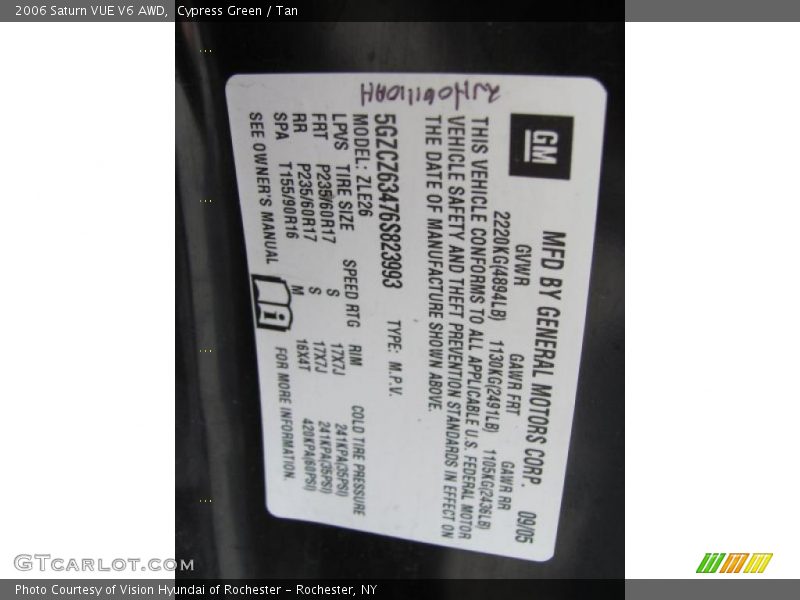 2006 Saturn VUE V6 AWD, Cypress Green / Tan
GM
MFD BY GENERAL MOTORS CORP. 09/05
GVWR GAWR FRT GAWR RR
2220KG(4894LB) 1130KG(2491LB) 1105KG(2436LB)
THIS VEHICLE CONFORMS TO ALL APPLICABLE U.S. FEDERAL MOTOR
VEHICLE SAFETY AND THEFT PREVENTION STANDARDS IN EFFECT ON
THE DATE OF MANUFACTURE SHOWN ABOVE.
5GZCZ63476S823993 TYPE: M.P.V.
MODEL: ZLE26
LPVS TIRE SIZE SPEED RTG RIM COLD TIRE PRESSURE
FRT P235/60R17 S 17X7J 241KPA(35PSI)
RR P235/60R17 S 17X7J 241KPA(35PSI)
SPA T155/90R16 M 16X4T 420KPA(60PSI)
SEE OWNER'S MANUAL i FOR MORE INFORMATION.
GTCarLot.com
Photo Courtesy of Vision Hyundai of Rochester – Rochester, NY